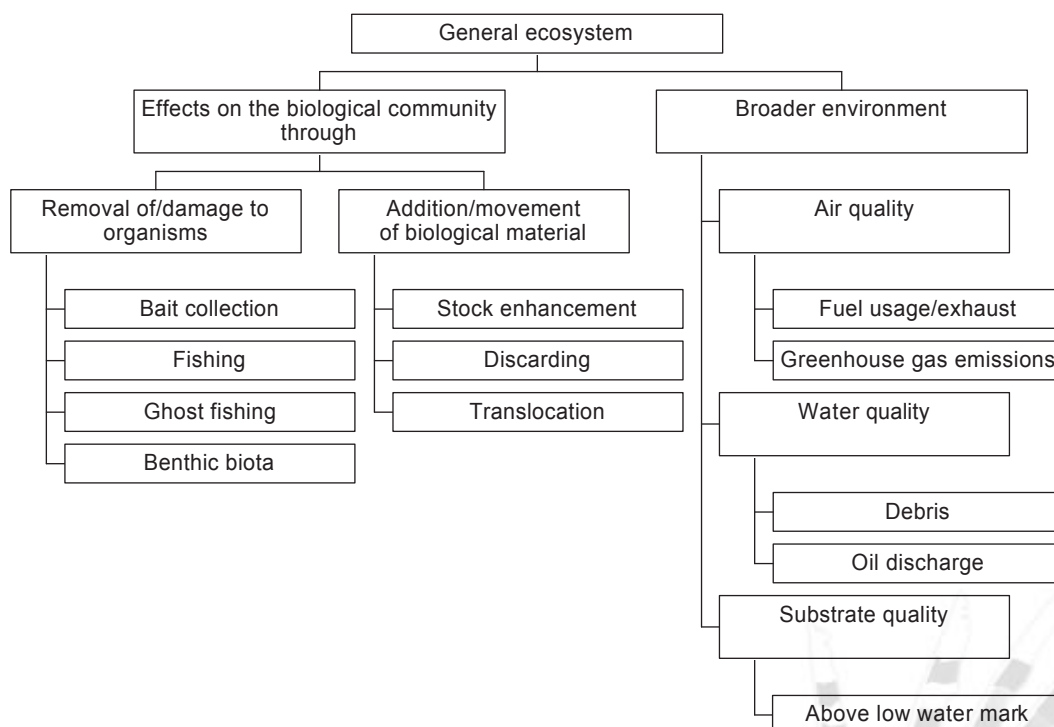 General ecosystem
Effects on the biological community
through
Broader environment
Removal of/damage to
organisms
Addition/movement
of biological material
Air quality
Bait collection
Stock enhancement
Fuel usage/exhaust
Fishing
Discarding
Greenhouse gas emissions
Ghost fishing
Translocation
Water quality
Benthic biota
Debris
Oil discharge
Substrate quality
Above low water mark